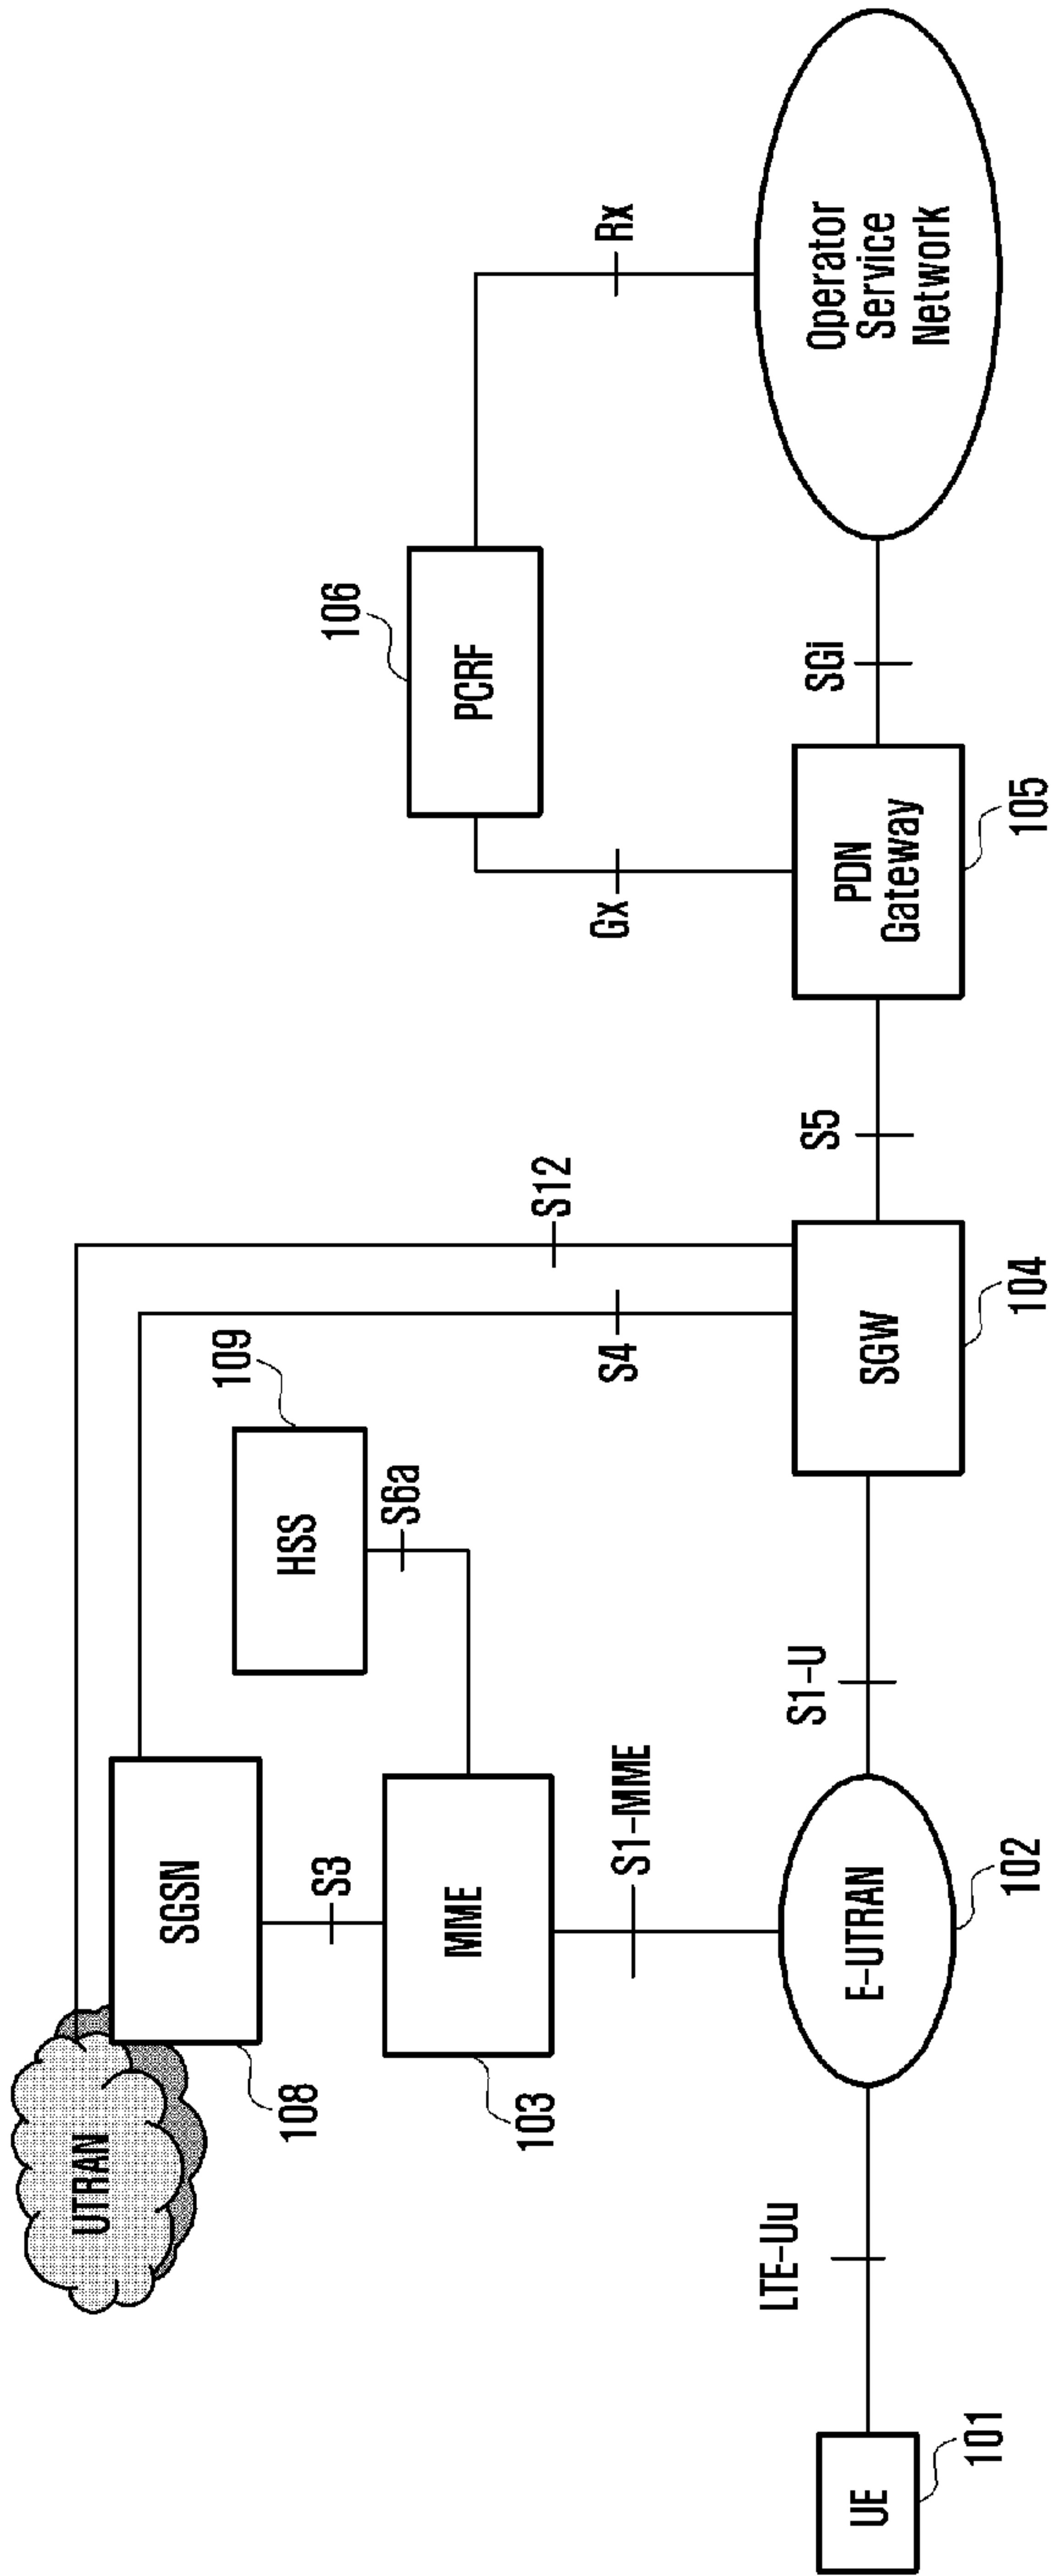 UTRAN
SGSN
108
HSS
109
S3
S6a
MME
103
S4
S12
PCRF
106
Gx
Rx
S1-MME
LTE-Uu
S1-U
S5
SGi
UE
101
E-UTRAN
102
SGW
104
PDN
Gateway
105
Operator
Service
Network